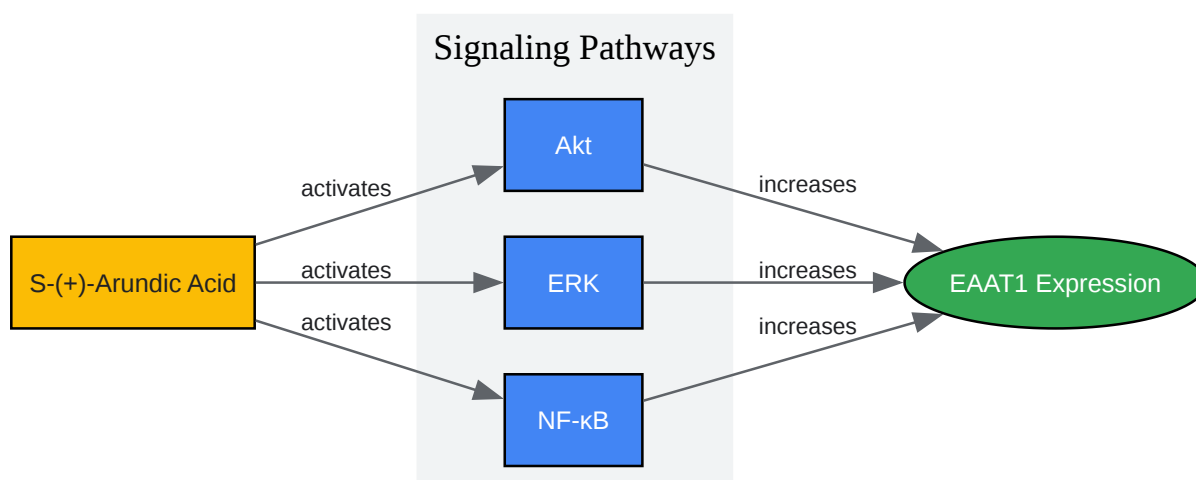 Signaling Pathways
Akt
activates
increases
S-(+)-Arundic Acid
activates
ERK
increases
EAAT1 Expression
activates
increases
NF-κB